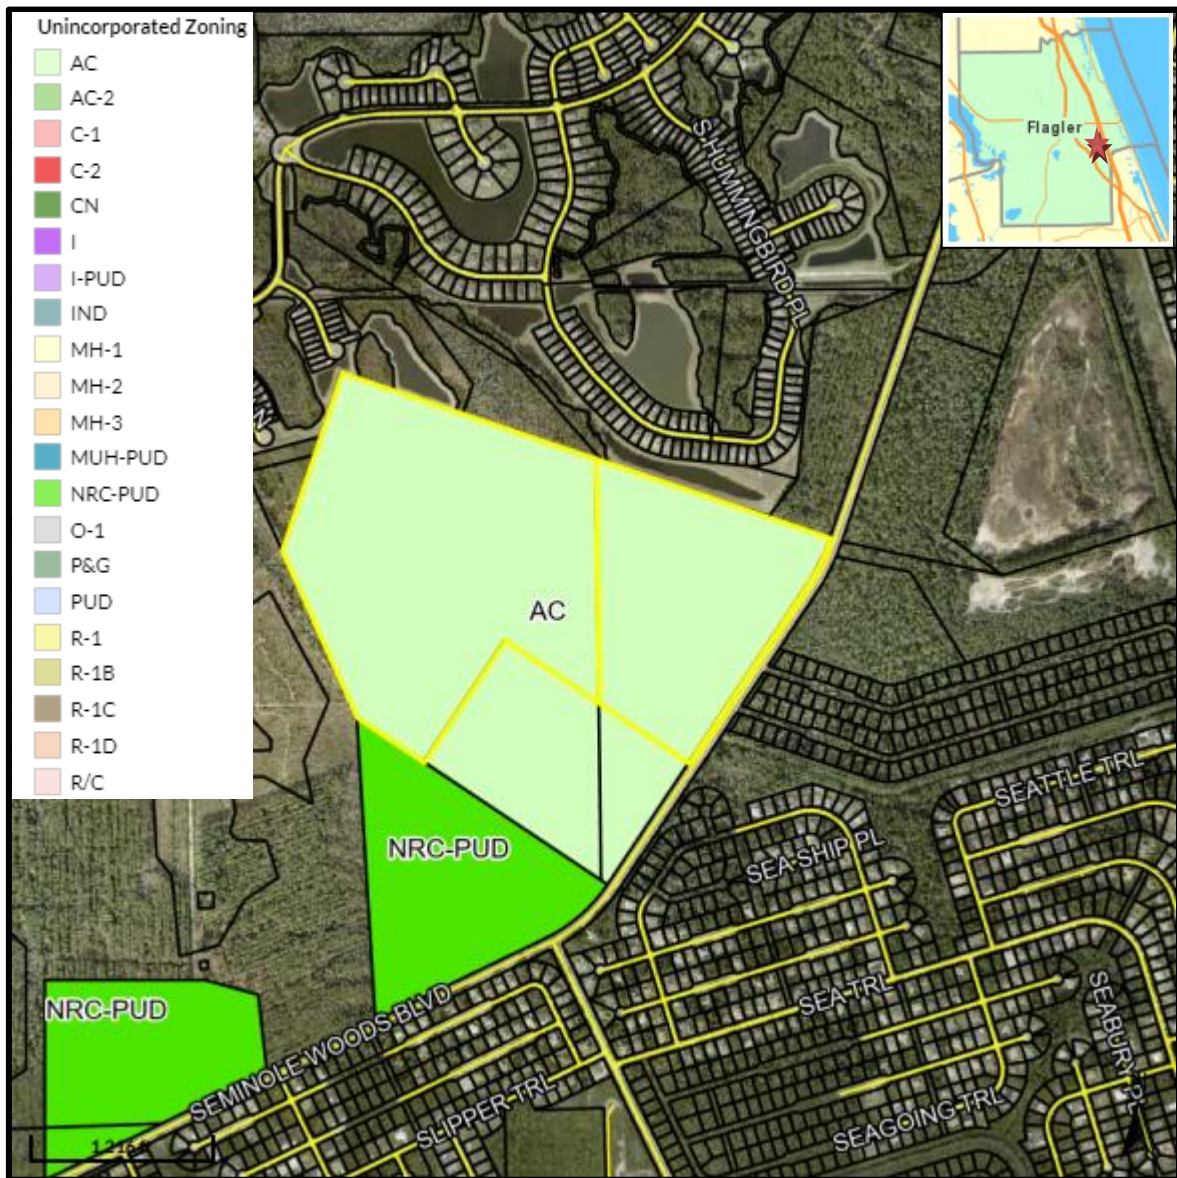 Unincorporated Zoning
AC
AC-2
C-1
C-2
CN
I
I-PUD
IND
MH-1
MH-2
MH-3
MUH-PUD
NRC-PUD
O-1
P&G
PUD
R-1
R-1B
R-1C
R-1D
R/C
Flagler
S HUMMINGBIRD PL
AC
NRC-PUD
NRC-PUD
SEMINOLE WOODS BLVD
SLIPPER TRL
SEATTLE TRL
SEA SHIP PL
SEA TRL
SEABURY PL
SEAGOING TRL